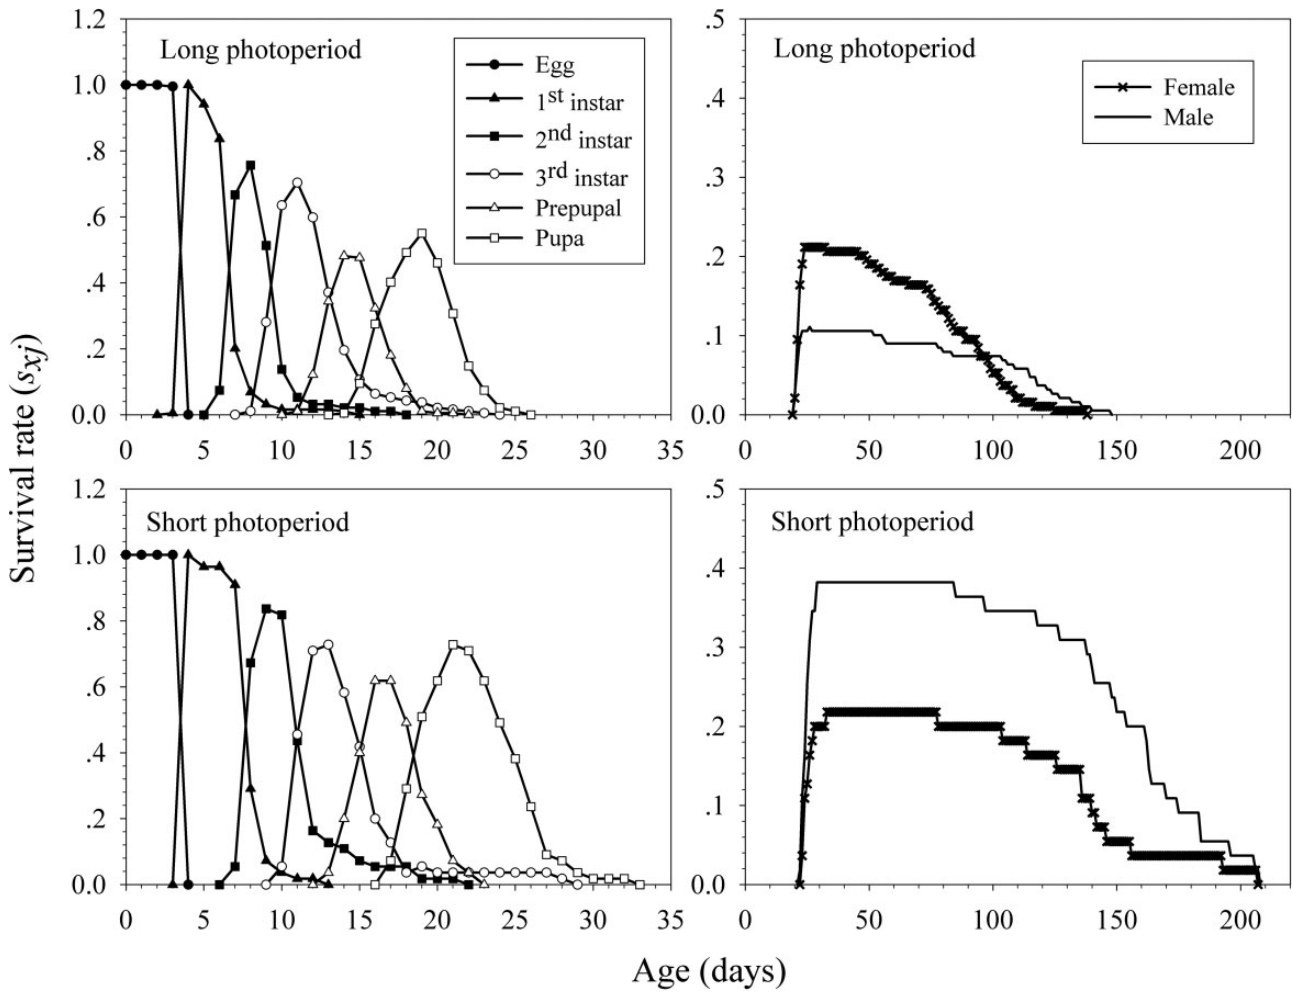 Survival rate (sxj)
1.2
1.0
.8
.6
.4
.2
0.0
Long photoperiod
Egg
1st instar
2nd instar
3rd instar
Prepupal
Pupa
0 5 10 15 20 25 30 35
.5
.4
.3
.2
.1
0.0
Long photoperiod
Female
Male
0 50 100 150 200
1.2
1.0
.8
.6
.4
.2
0.0
Short photoperiod
0 5 10 15 20 25 30 35
.5
.4
.3
.2
.1
0.0
Short photoperiod
0 50 100 150 200
Age (days)